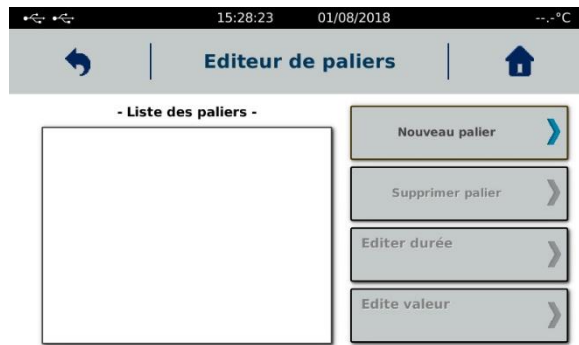 15:28:23 01/08/2018 --.-°C
Editeur de paliers
- Liste des paliers -
Nouveau palier
Supprimer palier
Editer durée
Edite valeur